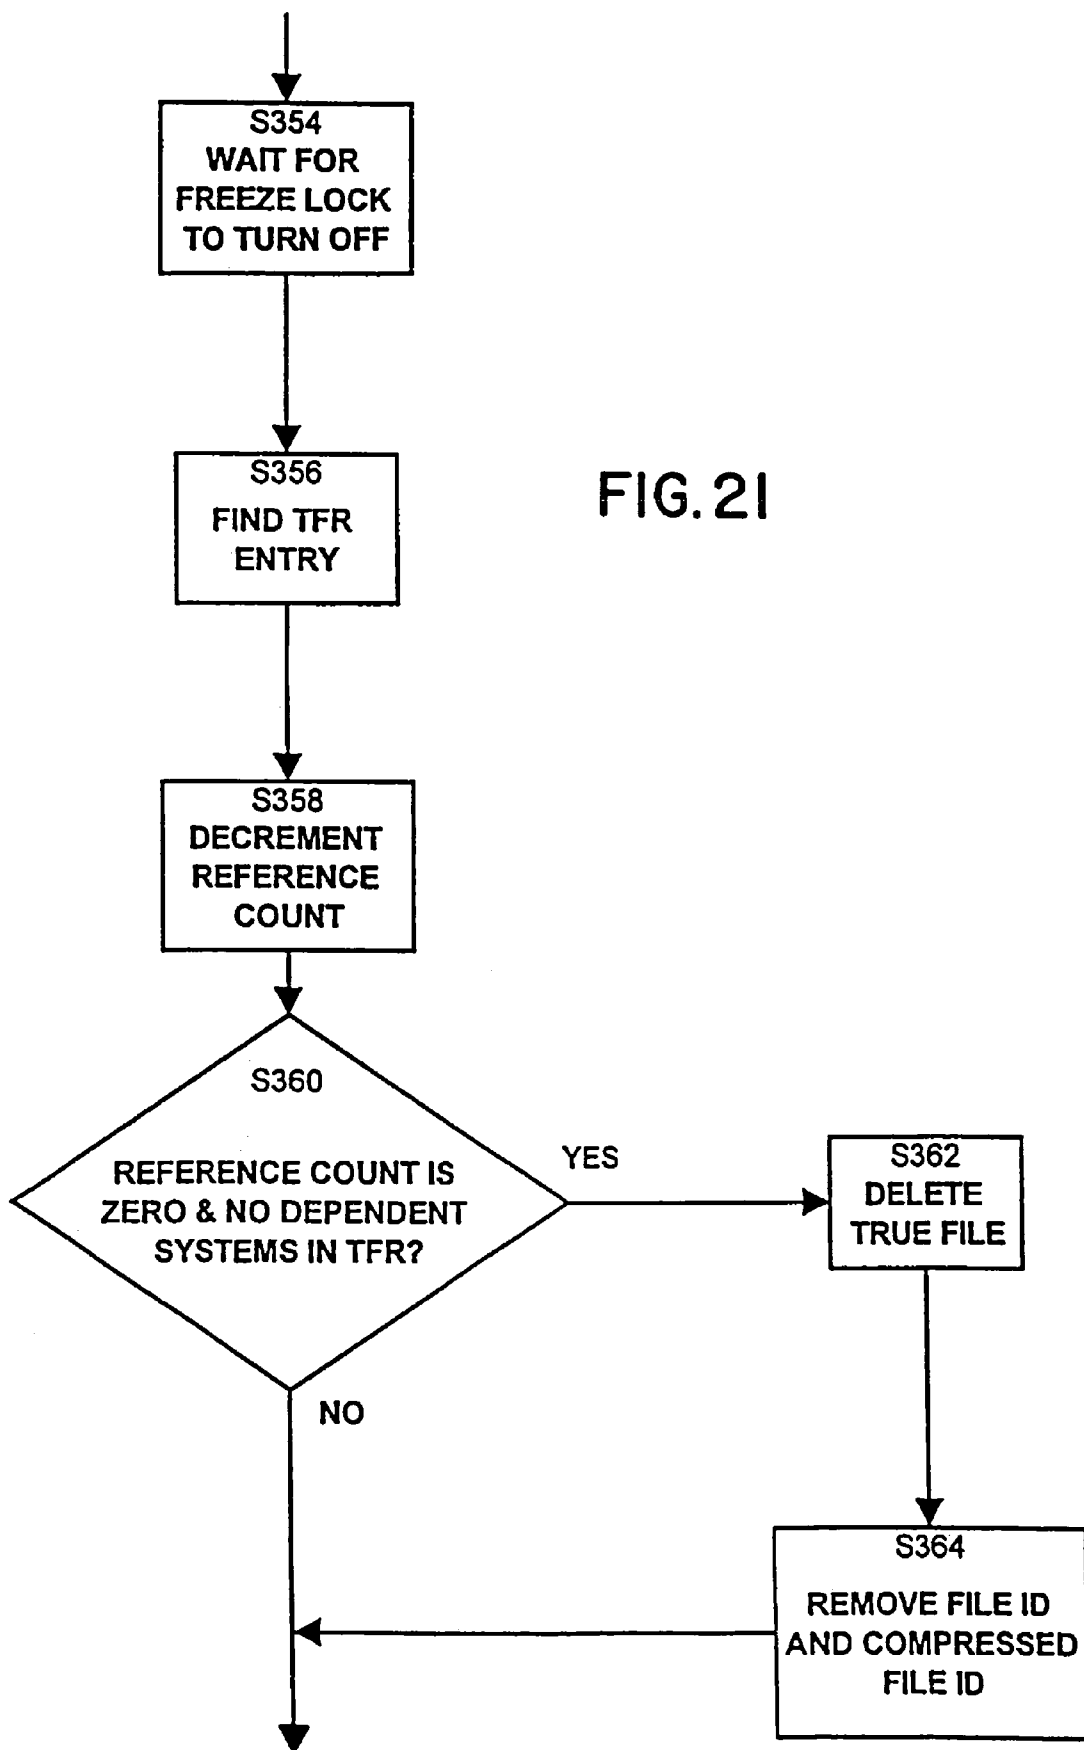 S354
WAIT FOR
FREEZE LOCK
TO TURN OFF
S356
FIND TFR
ENTRY
FIG. 21
S358
DECREMENT
REFERENCE
COUNT
S360
REFERENCE COUNT IS
ZERO & NO DEPENDENT
SYSTEMS IN TFR?
YES
S362
DELETE
TRUE FILE
NO
S364
REMOVE FILE ID
AND COMPRESSED
FILE ID